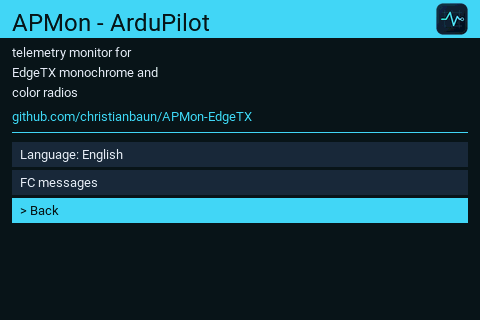 APMon - ArduPilot
telemetry monitor for
EdgeTX monochrome and
color radios
github.com/christianbaun/APMon-EdgeTX
Language: English
FC messages
> Back